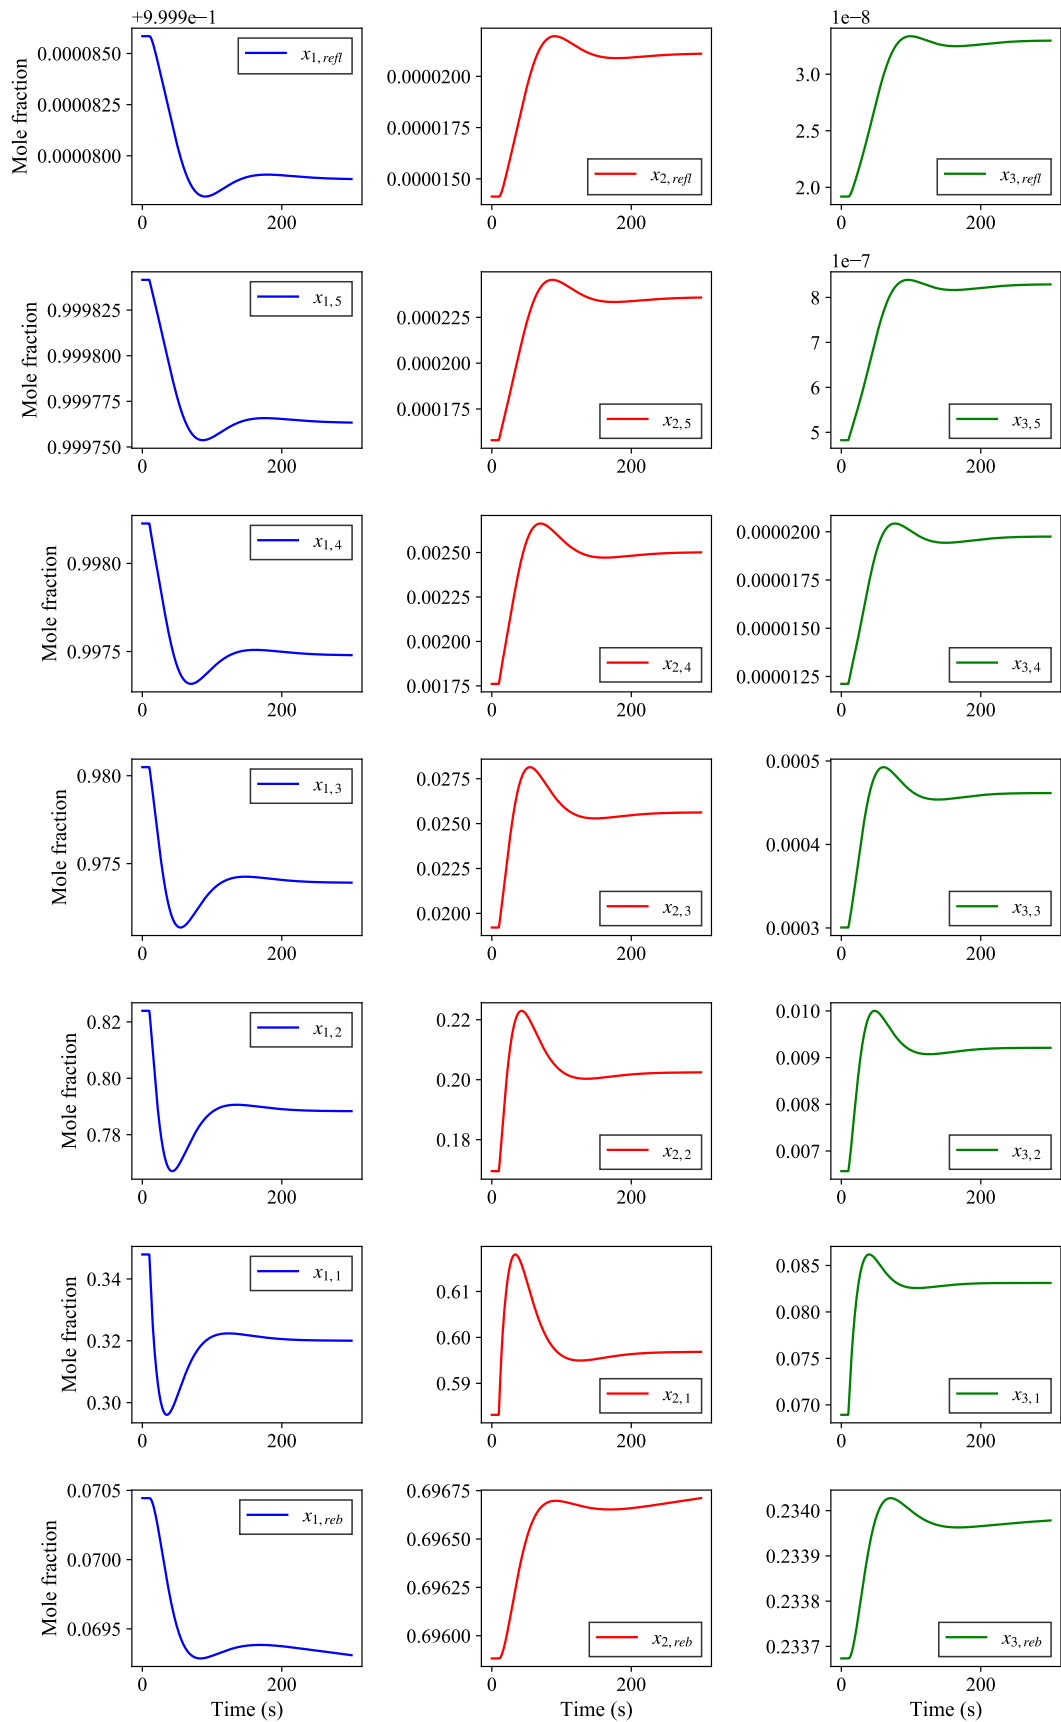 +9.999e−1
1e−8
0.0000850
0.0000825
0.0000800
Mole fraction
x1, refl
0 200
0.0000200
0.0000175
0.0000150
x2, refl
0 200
3.0
2.5
2.0
x3, refl
0 200
1e−7
0.999825
0.999800
0.999775
0.999750
Mole fraction
x1, 5
0 200
0.000225
0.000200
0.000175
x2, 5
0 200
8
7
6
5
x3, 5
0 200
0.9980
0.9975
Mole fraction
x1, 4
0 200
0.00250
0.00225
0.00200
0.00175
x2, 4
0 200
0.0000200
0.0000175
0.0000150
0.0000125
x3, 4
0 200
0.980
0.975
Mole fraction
x1, 3
0 200
0.0275
0.0250
0.0225
0.0200
x2, 3
0 200
0.0005
0.0004
0.0003
x3, 3
0 200
0.82
0.80
0.78
Mole fraction
x1, 2
0 200
0.22
0.20
0.18
x2, 2
0 200
0.010
0.009
0.008
0.007
x3, 2
0 200
0.34
0.32
0.30
Mole fraction
x1, 1
0 200
0.61
0.60
0.59
x2, 1
0 200
0.085
0.080
0.075
0.070
x3, 1
0 200
0.0705
0.0700
0.0695
Mole fraction
x1, reb
0 200
Time (s)
0.69675
0.69650
0.69625
0.69600
x2, reb
0 200
Time (s)
0.2340
0.2339
0.2338
0.2337
x3, reb
0 200
Time (s)